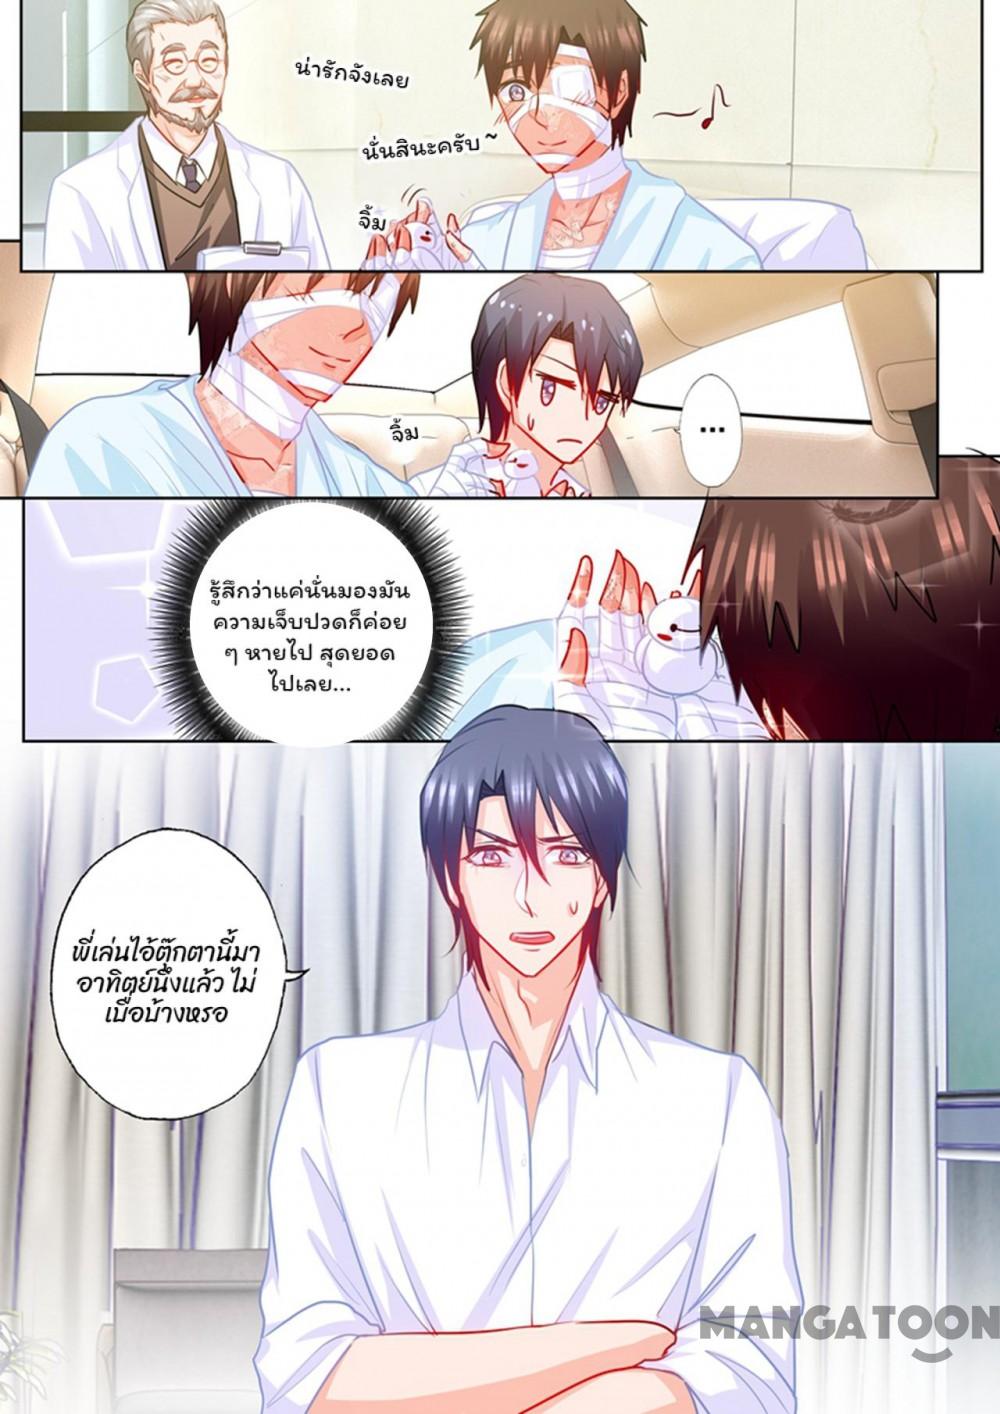 น่ารักจังเลย
นั่นสินะครับ~
จิ้ม
จิ้ม
...
รู้สึกว่าแค่นั่นมองมัน
ความเจ็บปวดก็ค่อย
ๆ หายไป สุดยอด
ไปเลย...
พี่เล่นไอ้ตุ๊กตานี้มา
อาทิตย์นึงแล้ว ไม่
เบื่อบ้างหรอ
MANGATOON